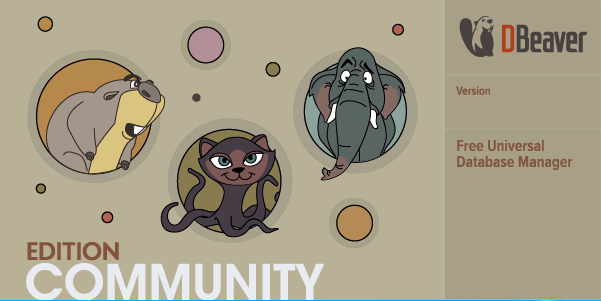 DBeaver
Version
Free Universal
Database Manager
EDITION
COMMUNITY